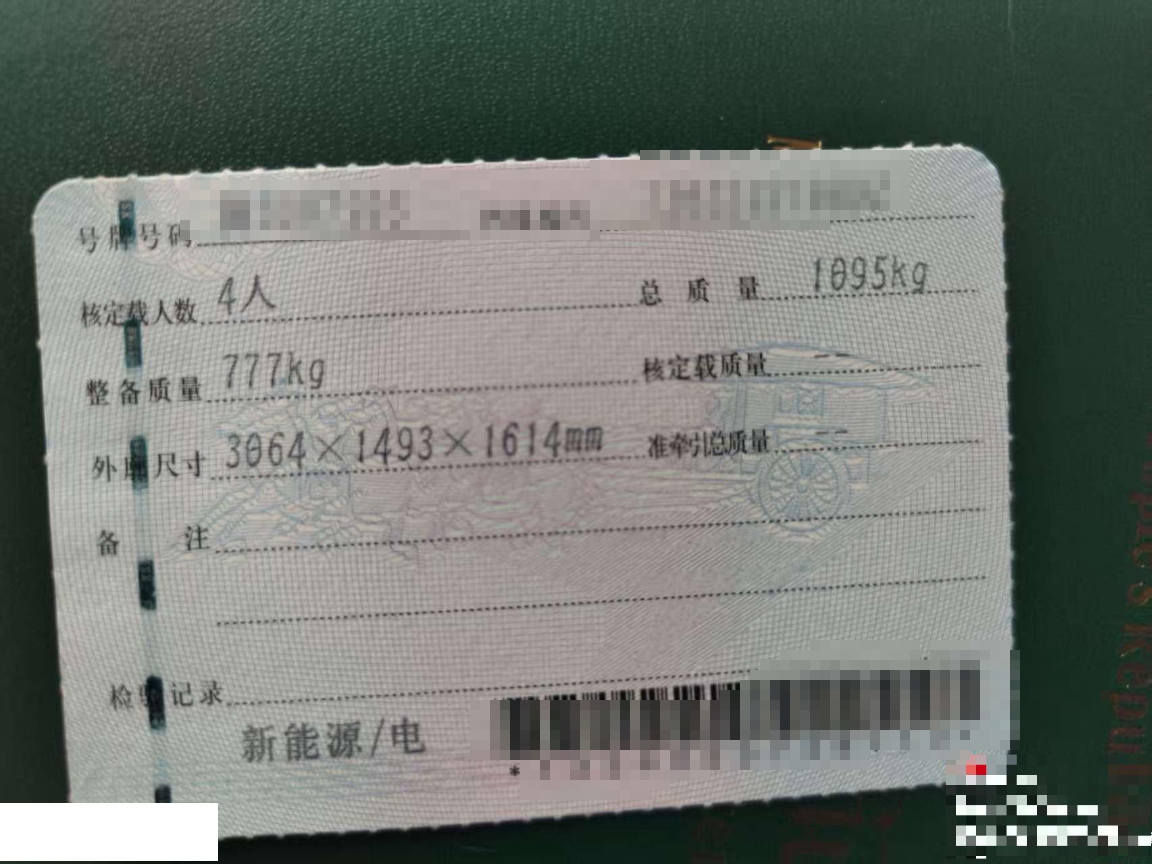 号牌号码
核定载人数 4人 总质量 1095kg
整备质量 777kg 核定载质量 --
外廓尺寸 3064×1493×1614mm 准牵引总质量 --
备注
检验记录
新能源/电
*